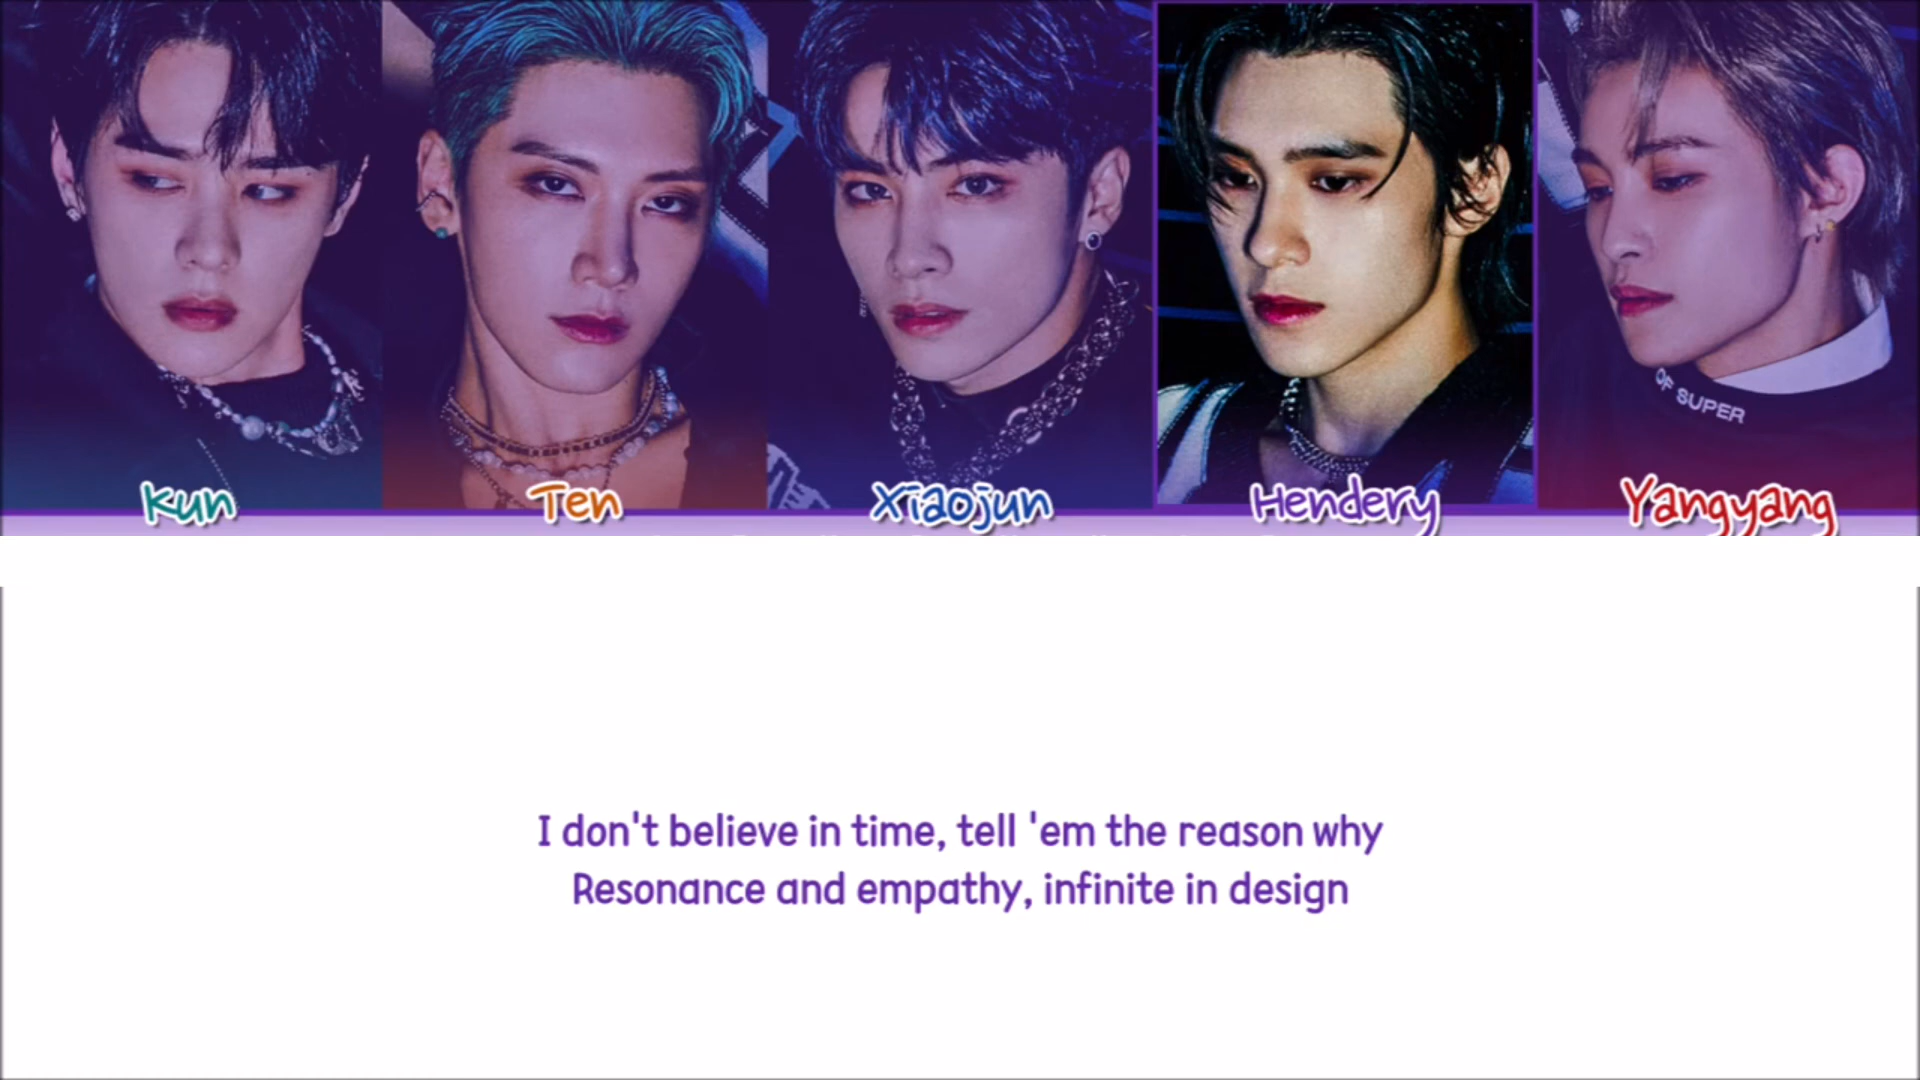 OF SUPER
Kun
Ten
Xiaojun
Hendery
Yangyang
I don't believe in time, tell 'em the reason why
Resonance and empathy, infinite in design